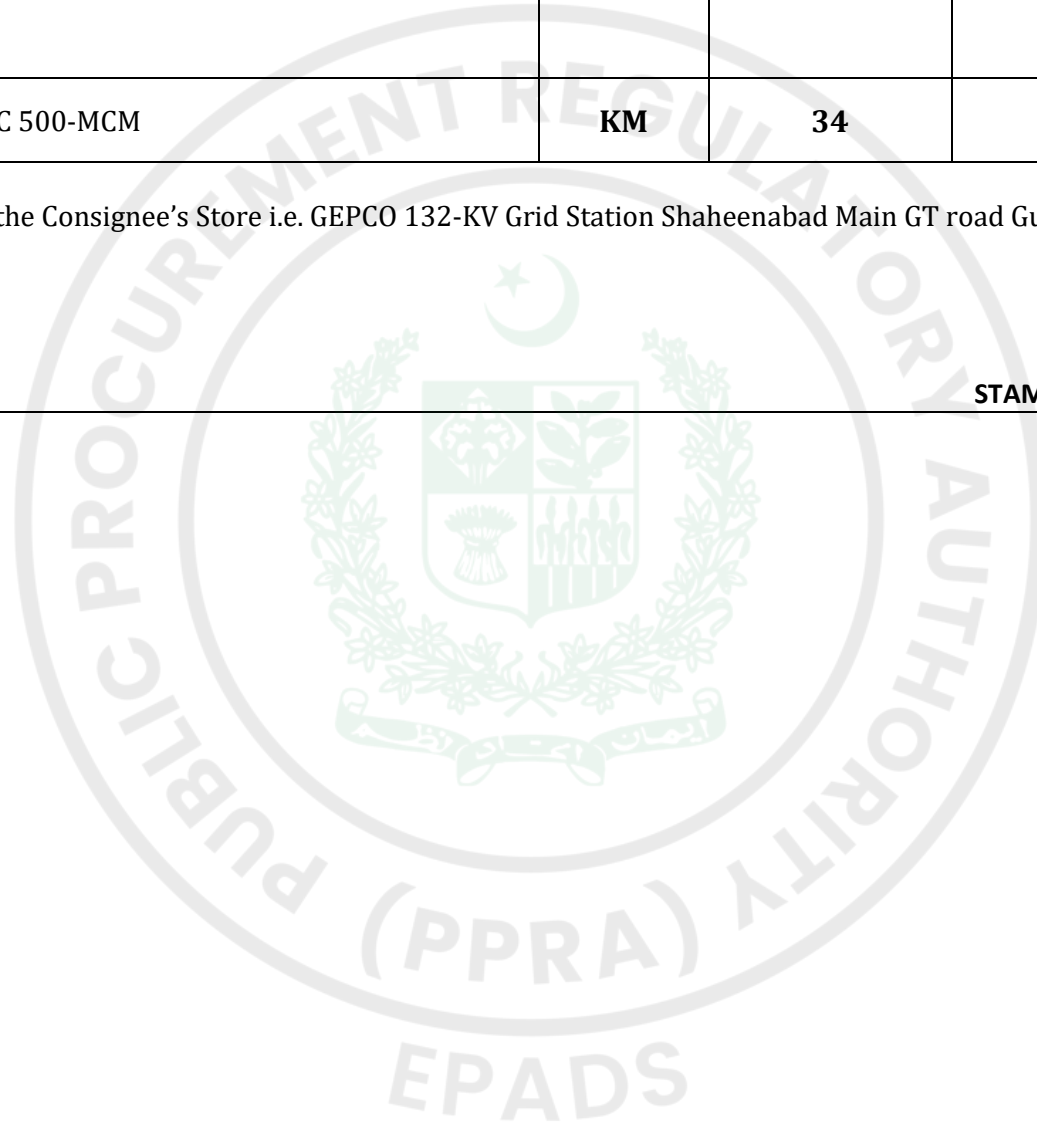 C 500-MCM KM 34
the Consignee’s Store i.e. GEPCO 132-KV Grid Station Shaheenabad Main GT road Gu
STAM
PUBLIC PROCUREMENT REGULATORY AUTHORITY
(PPRA)
EPADS